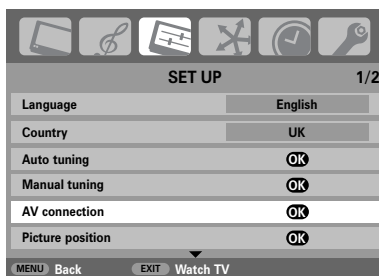 SET UP 1/2
Language English
Country UK
Auto tuning OK
Manual tuning OK
AV connection OK
Picture position OK
MENU Back EXIT Watch TV